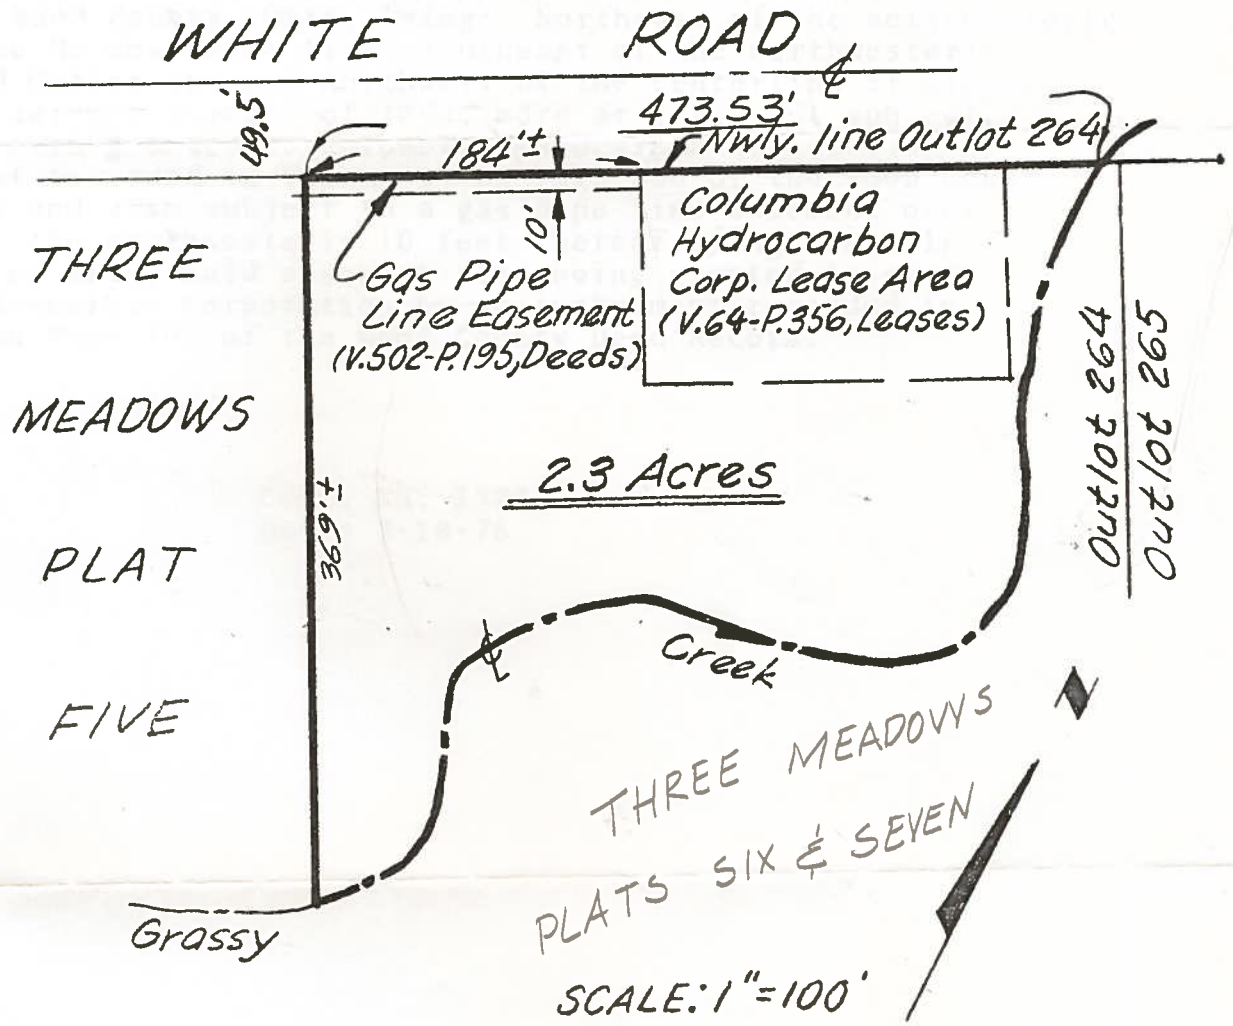 WHITE ROAD ℄
49.5'
473.53'
184'±
Nwly. line Outlot 264
10'
THREE
MEADOWS
PLAT
FIVE
Gas Pipe
Line Easement
(V.502-P.195,Deeds)
Columbia
Hydrocarbon
Corp. Lease Area
(V.64-P.356,Leases)
369'±
2.3 Acres
Outlot 264
Outlot 265
℄
Creek
Grassy
THREE MEADOWS
PLATS SIX & SEVEN
N
SCALE: 1"=100'